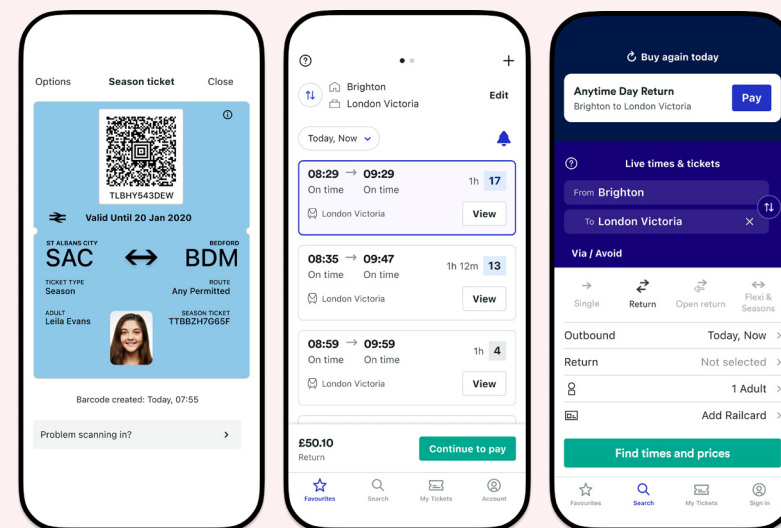 Options Season ticket Close
TLBHY543DEW
Valid Until 20 Jan 2020
ST ALBANS CITY BEDFORD
SAC BDM
TICKET TYPE ROUTE
Season Any Permitted
ADULT SEASON TICKET
Leila Evans TTBBZH7G65F
Barcode created: Today, 07:55
Problem scanning in?
Brighton
London Victoria
Edit
Today, Now
08:29 → 09:29
On time On time
1h 17
London Victoria
View
08:35 → 09:47
On time On time
1h 12m 13
London Victoria
View
08:59 → 09:59
On time On time
1h 4
London Victoria
View
£50.10
Return
Continue to pay
Favourites Search My Tickets Account
Buy again today
Anytime Day Return
Brighton to London Victoria
Pay
Live times & tickets
From Brighton
To London Victoria
Via / Avoid
Single Return Open return Flexi &
Seasons
Outbound Today, Now
Return Not selected
1 Adult
Add Railcard
Find times and prices
Favourites Search My Tickets Sign in